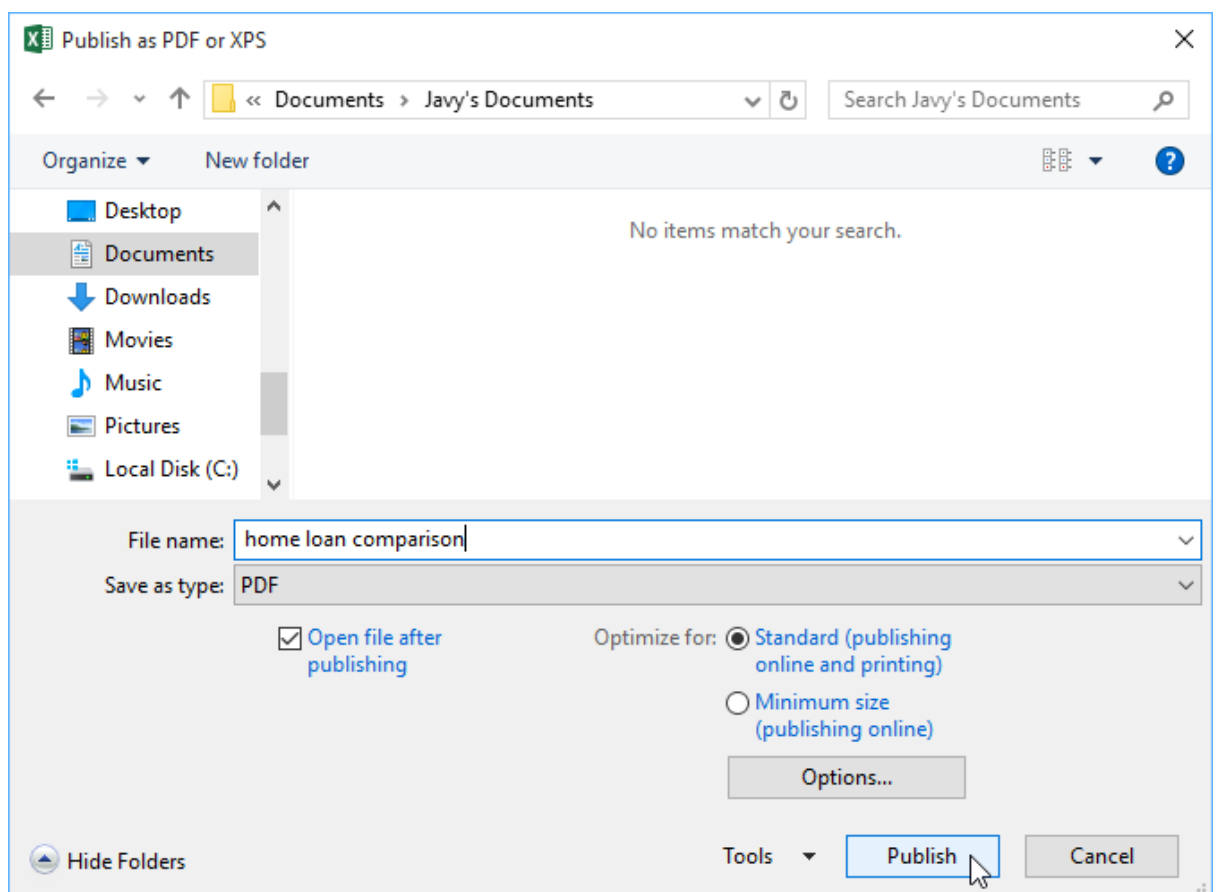 Publish as PDF or XPS
« Documents > Javy's Documents
Search Javy's Documents
Organize
New folder
Desktop
Documents
Downloads
Movies
Music
Pictures
Local Disk (C:)
No items match your search.
File name: home loan comparison
Save as type: PDF
Open file after
publishing
Optimize for: Standard (publishing
online and printing)
Minimum size
(publishing online)
Options...
Hide Folders
Tools
Publish
Cancel